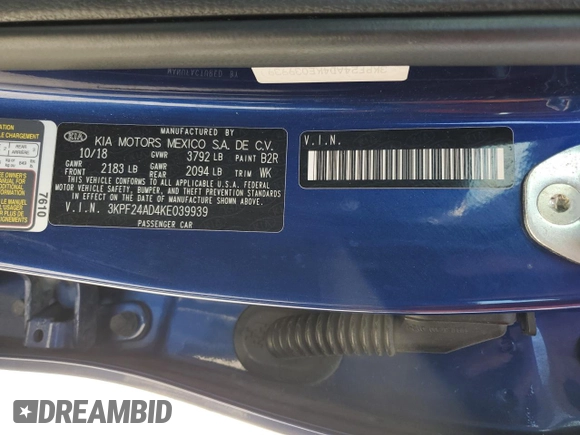 KIA
MANUFACTURED BY
KIA MOTORS MEXICO S.A. DE C.V.
10/18 GVWR 3792 LB PAINT B2R
GAWR FRONT 2183 LB GAWR REAR 2094 LB TRIM WK
THIS VEHICLE CONFORMS TO ALL APPLICABLE U.S.A. FEDERAL
MOTOR VEHICLE SAFETY, BUMPER, AND THEFT PREVENTION STANDARDS
IN EFFECT ON THE DATE OF MANUFACTURE SHOWN ABOVE.
V.I.N. 3KPF24AD4KE039939
PASSENGER CAR
V.I.N.
7610
CHARGEMENT
DREAMBID